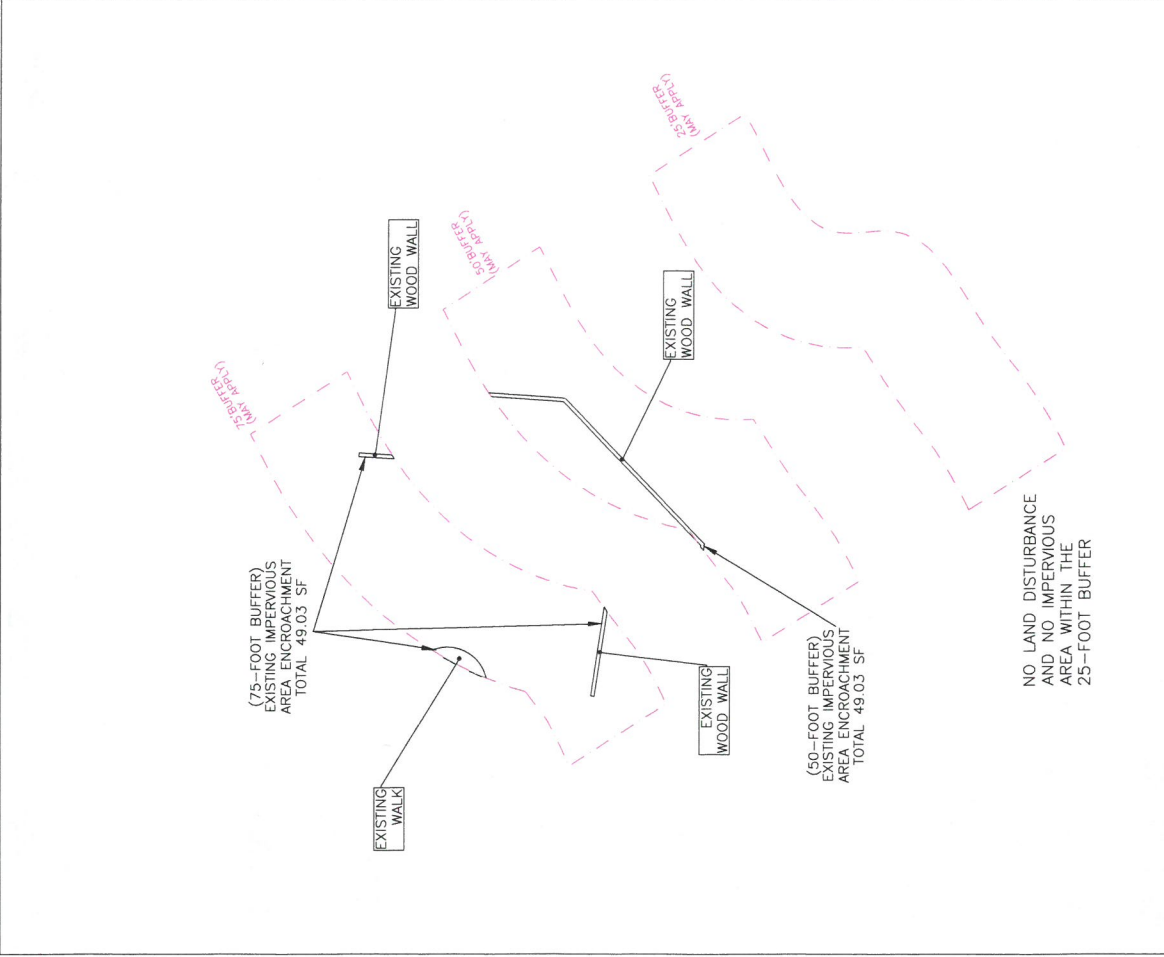 (75-FOOT BUFFER)
EXISTING IMPERVIOUS
AREA ENCROACHMENT
TOTAL 49.03 SF
75'BUFFER
(MAY APPLY)
EXISTING
WALK
EXISTING
WOOD WALL
50'BUFFER
(MAY APPLY)
EXISTING
WOOD WALL
EXISTING
WOOD WALL
25'BUFFER
(MAY APPLY)
(50-FOOT BUFFER)
EXISTING IMPERVIOUS
AREA ENCROACHMENT
TOTAL 49.03 SF
NO LAND DISTURBANCE
AND NO IMPERVIOUS
AREA WITHIN THE
25-FOOT BUFFER